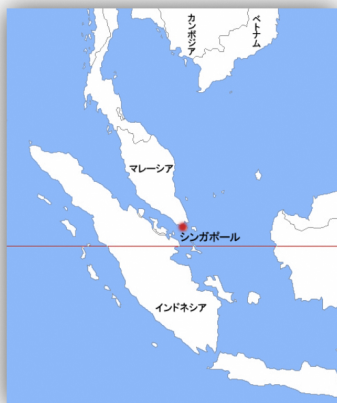 カンボジア
ベトナム
マレーシア
シンガポール
インドネシア